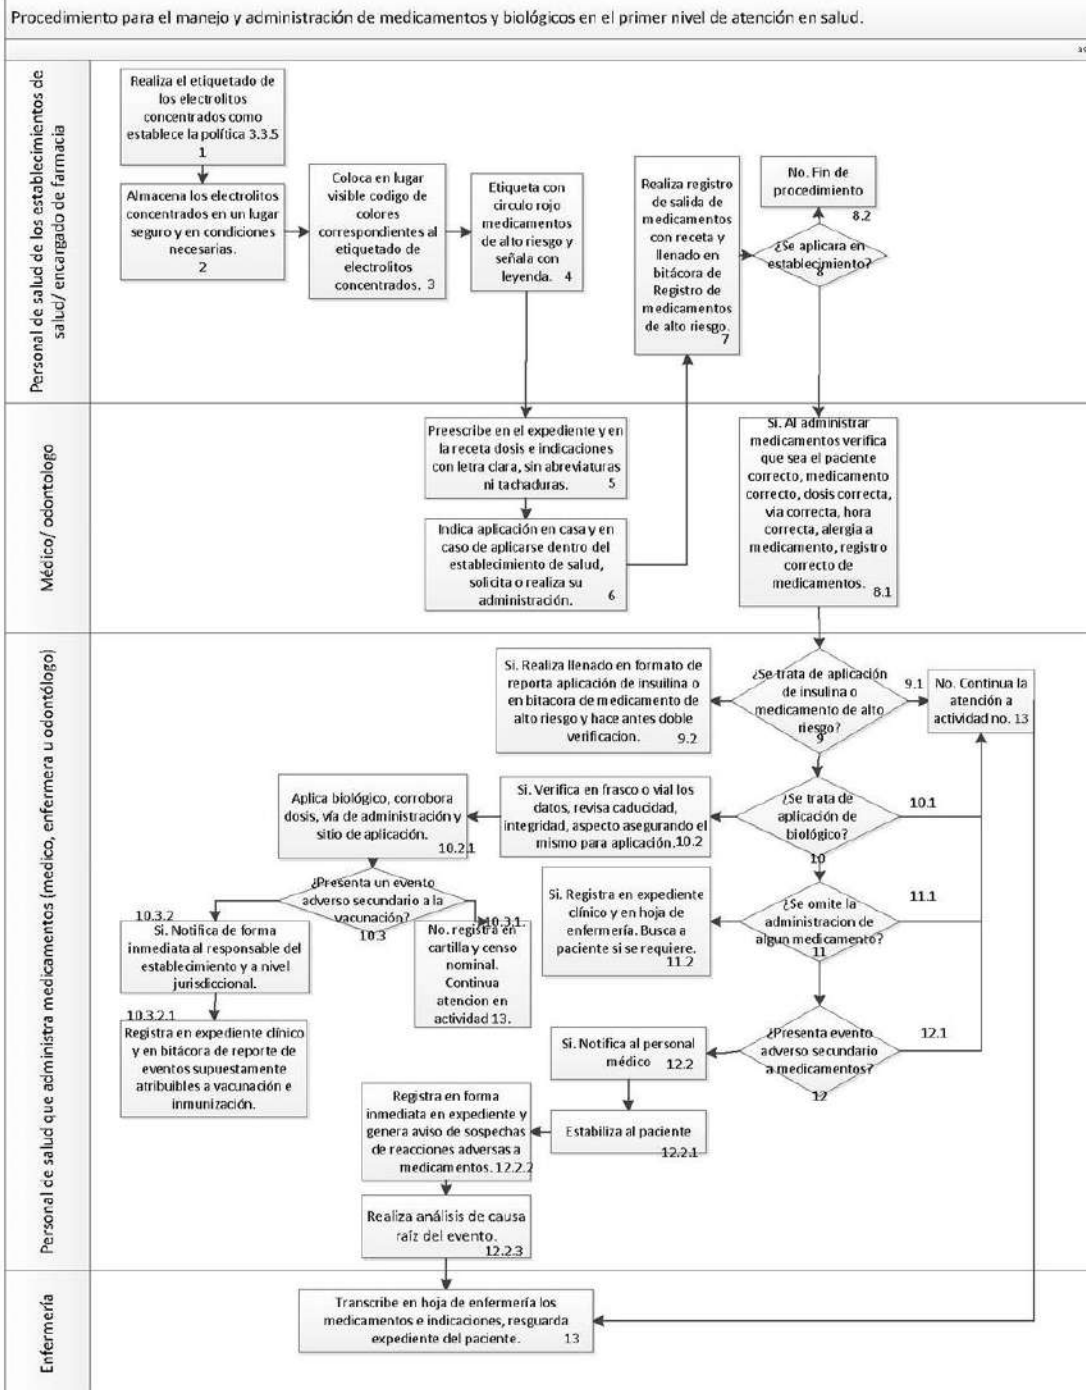 Procedimiento para el manejo y administración de medicamentos y biológicos en el primer nivel de atención en salud.
Personal de salud de los establecimientos de
salud/ encargado de farmacia
Realiza el etiquetado de
los electrolitos
concentrados como
establece la política 3.3.5
1
Almacena los electrolitos
concentrados en un lugar
seguro y en condiciones
necesarias.
2
Coloca en lugar
visible codigo de
colores
correspondientes al
etiquetado de
electrolitos
concentrados. 3
Etiqueta con
circulo rojo
medicamentos
de alto riesgo y
señala con
leyenda. 4
Realiza registro
de salida de
medicamentos
con receta y
llenado en
bitácora de
Registro de
medicamentos
de alto riesgo.
7
No. Fin de
procedimiento
8.2
¿Se aplicara en
establecimiento?
8
Médico/ odontologo
Preescribe en el expediente y en
la receta dosis e indicaciones
con letra clara, sin abreviaturas
ni tachaduras. 5
Indica aplicación en casa y en
caso de aplicarse dentro del
establecimiento de salud,
solicita o realiza su
administración. 6
Si. Al administrar
medicamentos verifica
que sea el paciente
correcto, medicamento
correcto, dosis correcta,
via correcta, hora
correcta, alergia a
medicamento, registro
correcto de
medicamentos.
8.1
Personal de salud que administra medicamentos (medico, enfermera u odontólogo)
Si. Realiza llenado en formato de
reporta aplicación de insuilina o
en bitacora de medicamento de
alto riesgo y hace antes doble
verificacion. 9.2
¿Se trata de aplicación
de insulina o
medicamento de alto
riesgo?
9
9.1
No. Continua la
atención a
actividad no. 13
Aplica biológico, corrobora
dosis, vía de administración y
sitio de aplicación.
10.2.1
Si. Verifica en frasco o vial los
datos, revisa caducidad,
integridad, aspecto asegurando el
mismo para aplicación. 10.2
¿Se trata de
aplicación de
biológico?
10
10.1
¿Presenta un evento
adverso secundario a la
vacunación?
10.3
Si. Registra en expediente
clínico y en hoja de
enfermería. Busca a
paciente si se requiere.
11.2
¿Se omite la
administracion de
algun medicamento?
11
11.1
10.3.2
Si. Notifica de forma
inmediata al responsable del
establecimiento y a nivel
jurisdiccional.
10.3.1.
No. registra en
cartilla y censo
nominal.
Continua
atencion en
actividad 13.
10.3.2.1
Registra en expediente clínico
y en bitácora de reporte de
eventos supuestamente
atribuibles a vacunación e
inmunización.
Si. Notifica al personal
médico 12.2
¿Presenta evento
adverso secundario
a medicamentos?
12
12.1
Registra en forma
inmediata en expediente y
genera aviso de sospechas
de reacciones adversas a
medicamentos. 12.2.2
Estabiliza al paciente
12.2.1
Realiza análisis de causa
raíz del evento.
12.2.3
Enfermería
Transcribe en hoja de enfermería los
medicamentos e indicaciones, resguarda
expediente del paciente. 13